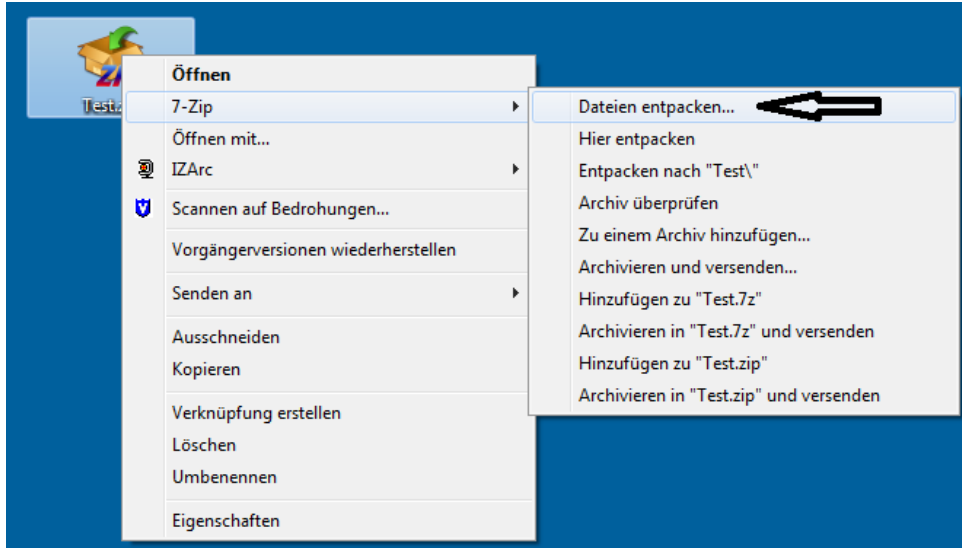 Test.
Öffnen
7-Zip
Öffnen mit...
IZArc
Scannen auf Bedrohungen...
Vorgängerversionen wiederherstellen
Senden an
Ausschneiden
Kopieren
Verknüpfung erstellen
Löschen
Umbenennen
Eigenschaften
Dateien entpacken...
Hier entpacken
Entpacken nach "Test\"
Archiv überprüfen
Zu einem Archiv hinzufügen...
Archivieren und versenden...
Hinzufügen zu "Test.7z"
Archivieren in "Test.7z" und versenden
Hinzufügen zu "Test.zip"
Archivieren in "Test.zip" und versenden